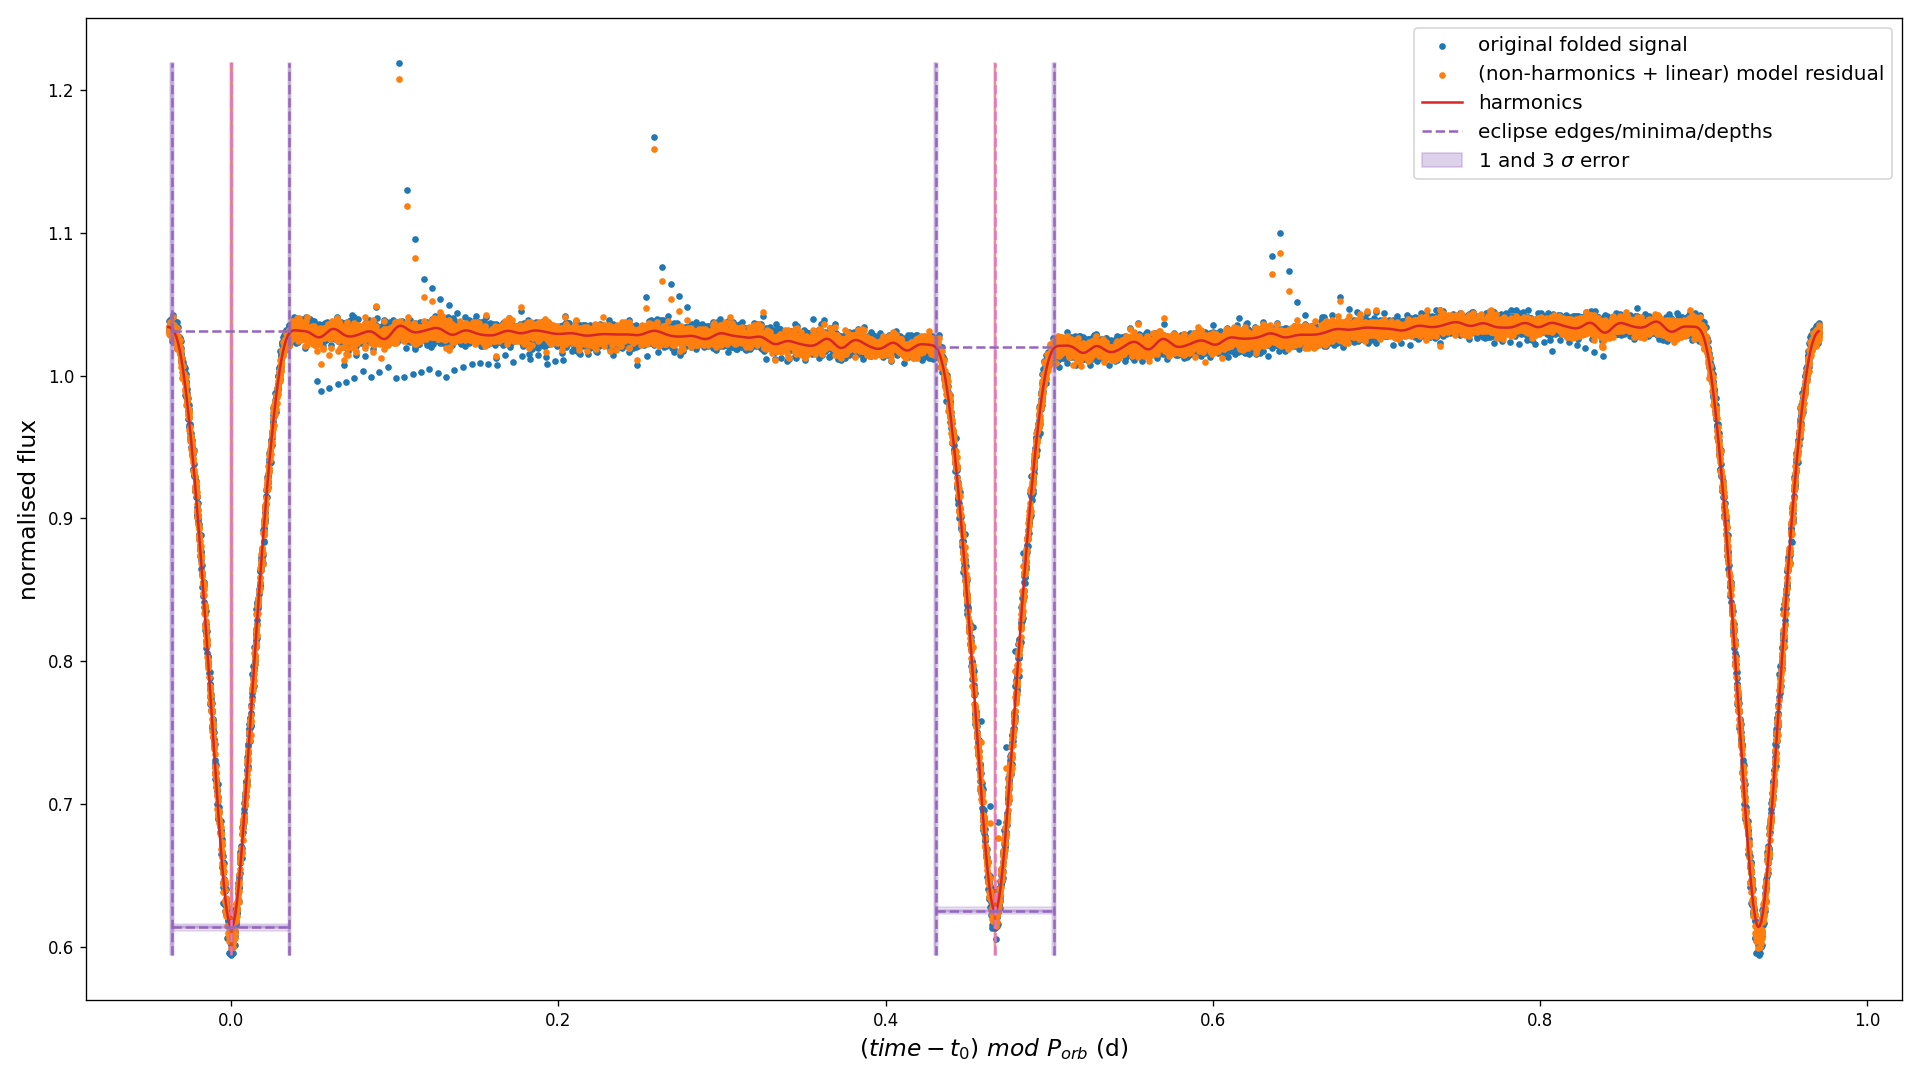 original folded signal
(non-harmonics + linear) model residual
harmonics
eclipse edges/minima/depths
1 and 3 σ error
normalised flux
1.2
1.1
1.0
0.9
0.8
0.7
0.6
0.0 0.2 0.4 0.6 0.8 1.0
(time − t₀) mod Pₒᵣb (d)